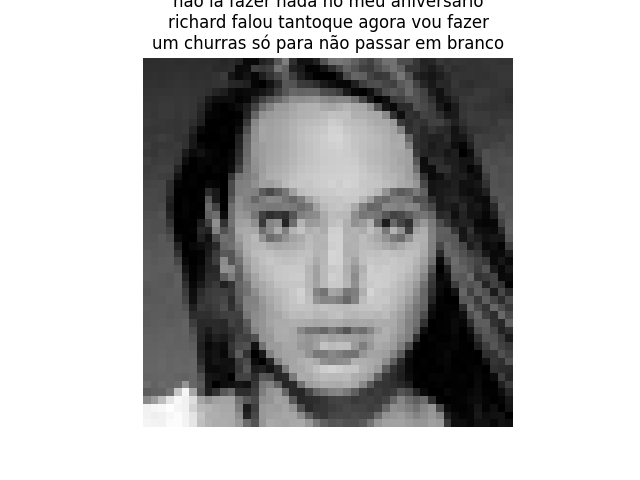 não ia fazer nada no meu aniversário
richard falou tantoque agora vou fazer
um churras só para não passar em branco